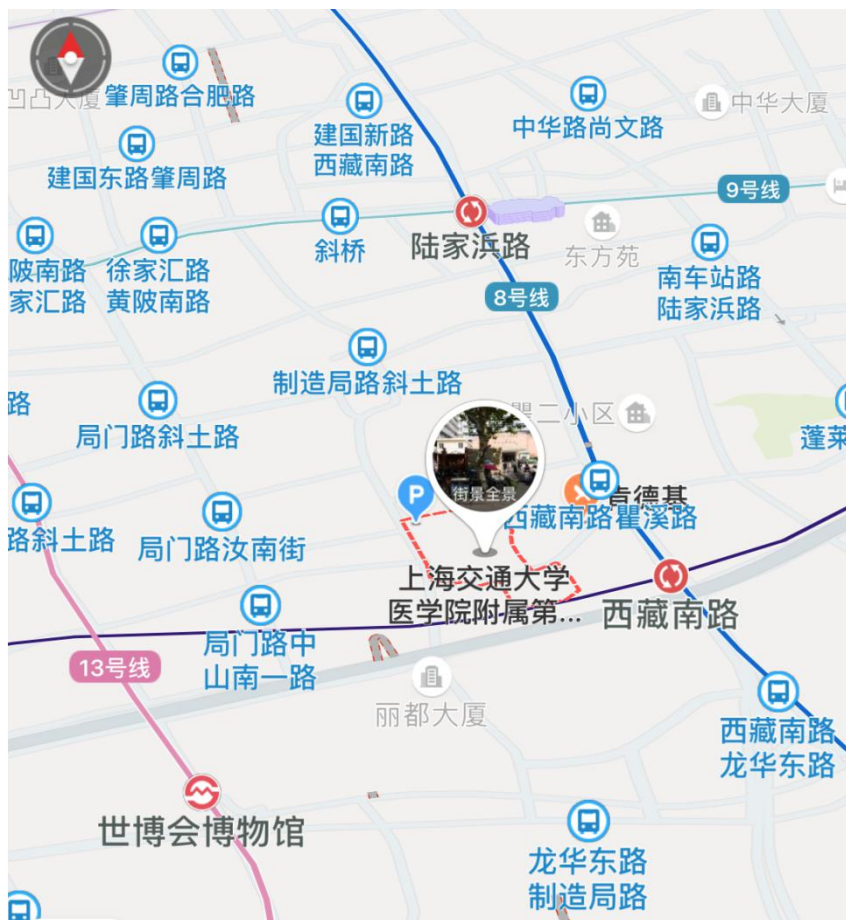 凹凸大厦
肇周路合肥路
建国新路
西藏南路
中华路尚文路
中华大厦
建国东路肇周路
9号线
斜桥
陆家浜路
东方苑
陂南路
家汇路
徐家汇路
黄陂南路
南车站路
陆家浜路
8号线
制造局路斜土路
路
局门路斜土路
二小区
蓬莱
街景全景
P
肯德基
西藏南路瞿溪路
路斜土路
局门路汝南街
上海交通大学
医学院附属第...
西藏南路
局门路中
山南一路
13号线
丽都大厦
西藏南路
龙华东路
世博会博物馆
龙华东路
制造局路